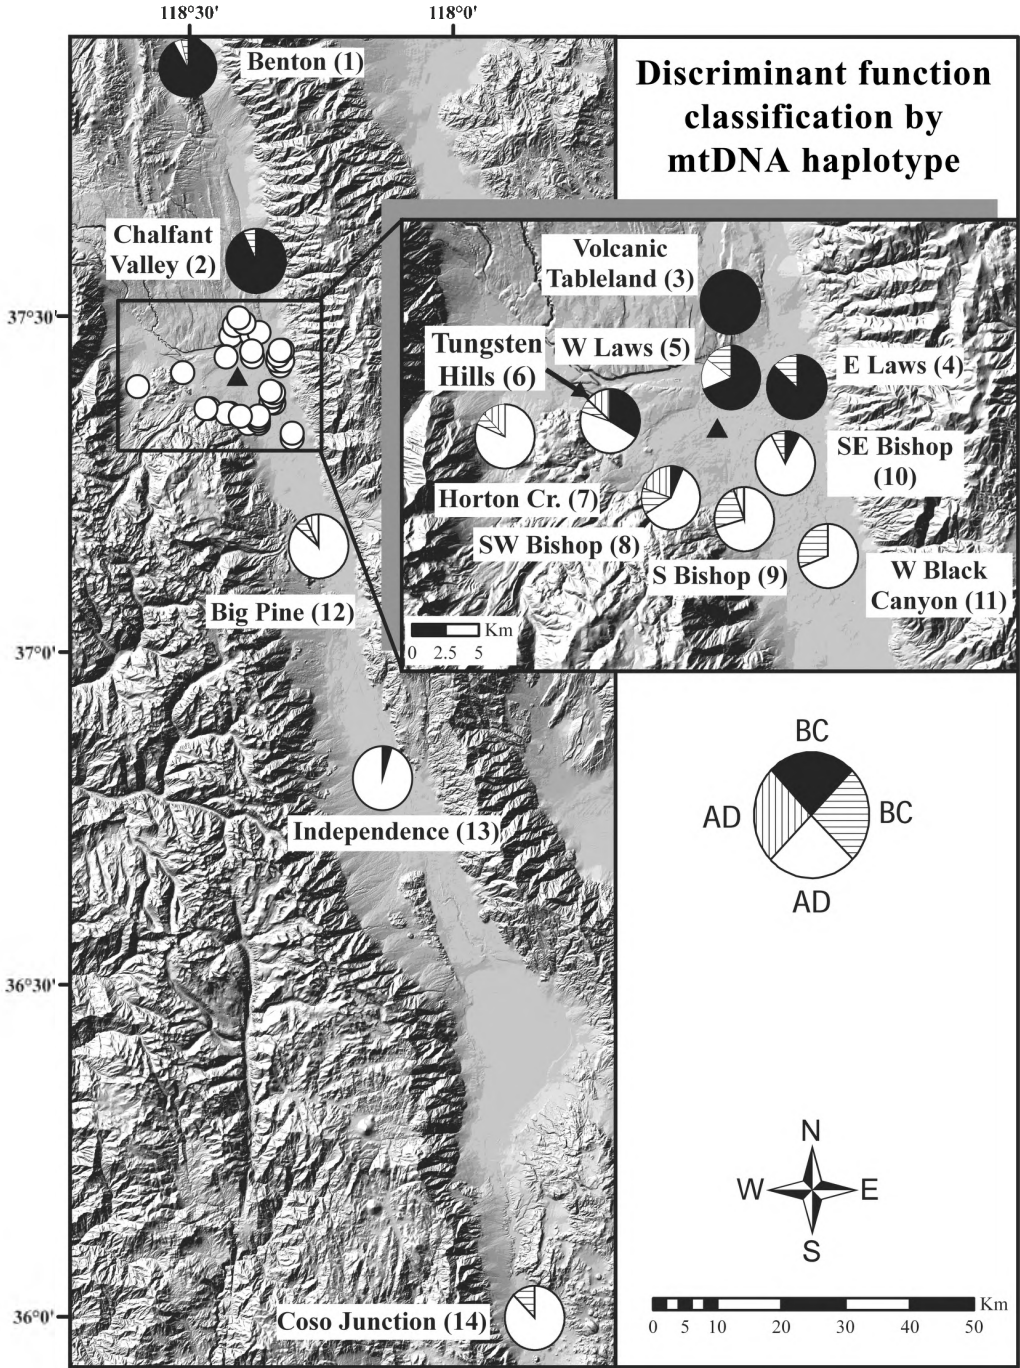 118°30'
118°0'
Benton (1)
Discriminant function
classification by
mtDNA haplotype
Chalfant
Valley (2)
37°30'
Volcanic
Tableland (3)
Tungsten
Hills (6)
W Laws (5)
E Laws (4)
SE Bishop
(10)
Horton Cr. (7)
SW Bishop (8)
S Bishop (9)
W Black
Canyon (11)
Km
0 2.5 5
Big Pine (12)
37°0'
BC
AD
BC
AD
Independence (13)
36°30'
N
W
E
S
Coso Junction (14)
36°0'
Km
0 5 10 20 30 40 50